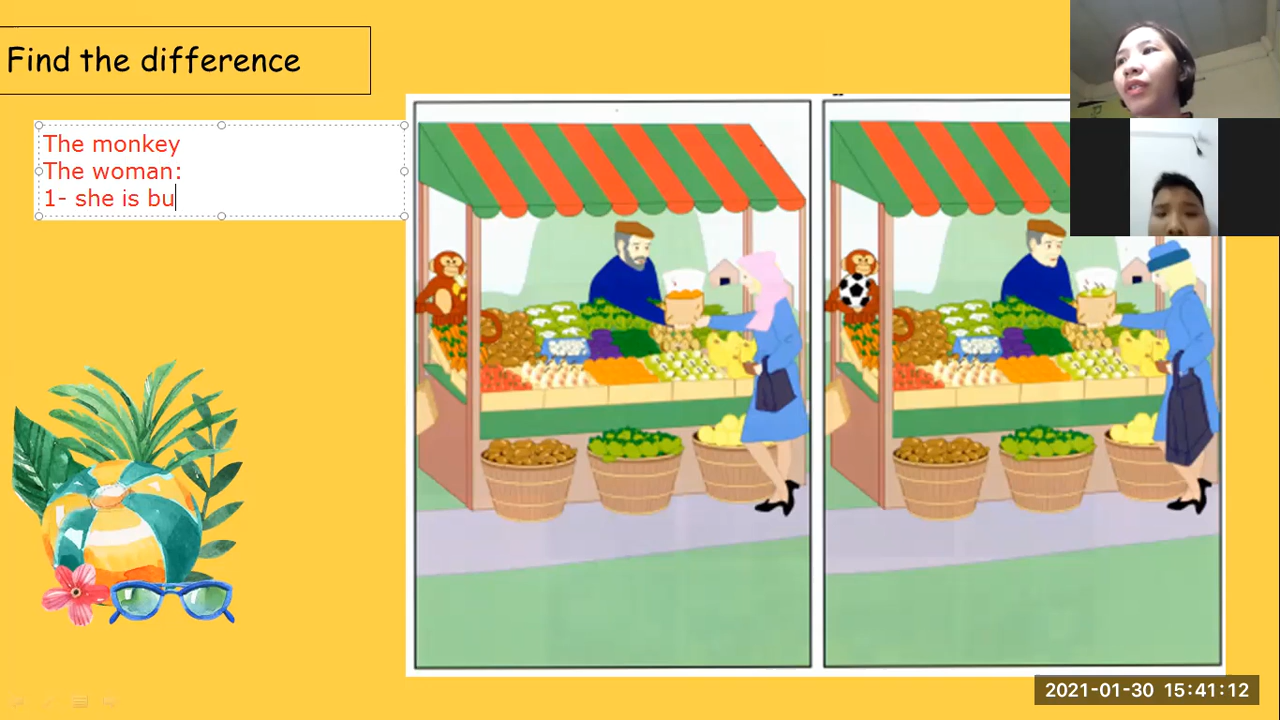 Find the difference
The monkey
The woman:
1- she is bu
2021-01-30 15:41:12